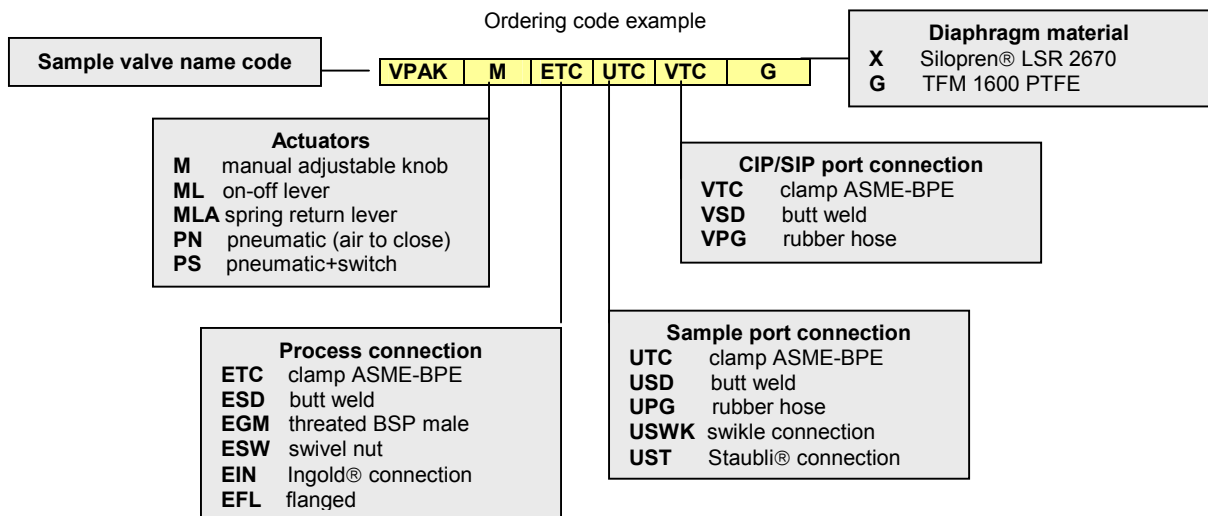 Ordering code example
Sample valve name code
VPAK M ETC UTC VTC G
Diaphragm material
X Silopren® LSR 2670
G TFM 1600 PTFE
Actuators
M manual adjustable knob
ML on-off lever
MLA spring return lever
PN pneumatic (air to close)
PS pneumatic+switch
CIP/SIP port connection
VTC clamp ASME-BPE
VSD butt weld
VPG rubber hose
Process connection
ETC clamp ASME-BPE
ESD butt weld
EGM threated BSP male
ESW swivel nut
EIN Ingold® connection
EFL flanged
Sample port connection
UTC clamp ASME-BPE
USD butt weld
UPG rubber hose
USWK swikle connection
UST Staubli® connection